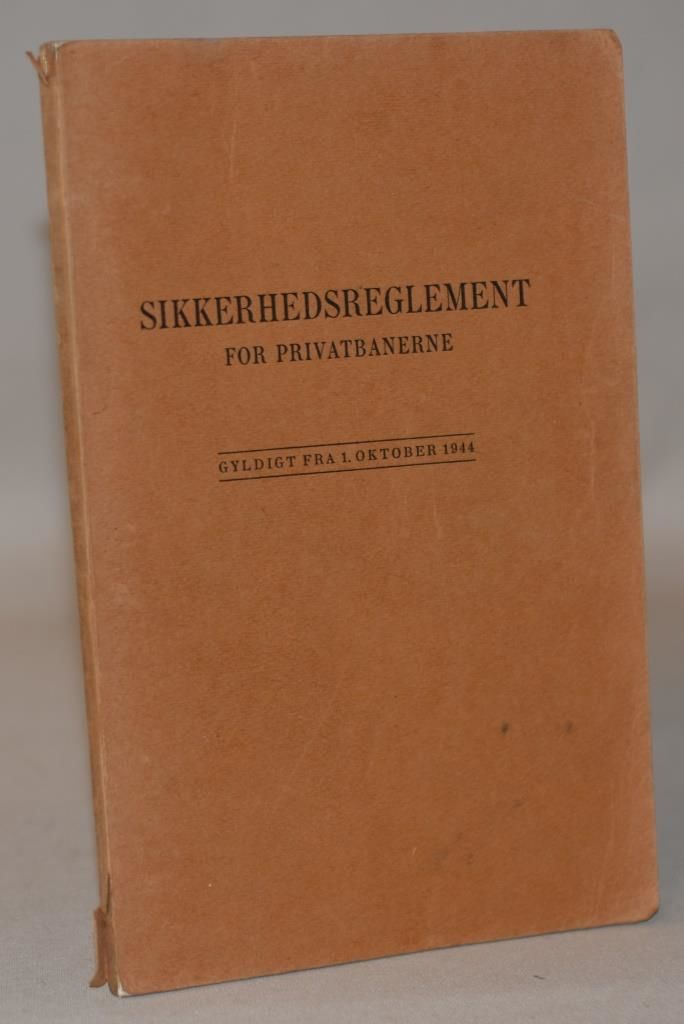 SIKKERHEDSREGLEMENT
FOR PRIVATBANERNE
GYLDIGT FRA 1. OKTOBER 1944